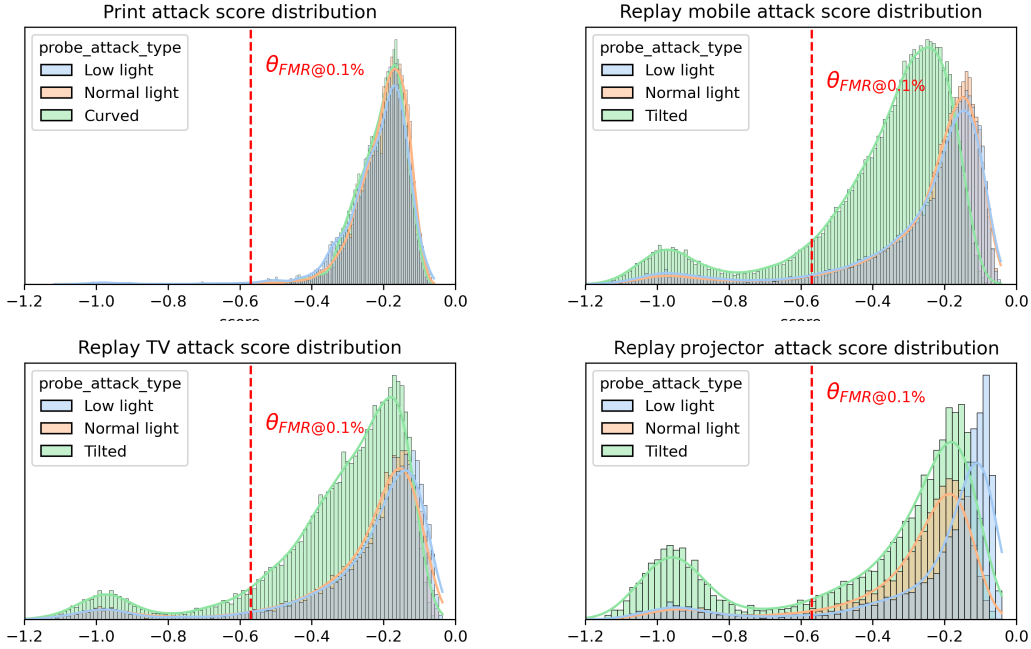 Print attack score distribution
probe_attack_type
Low light
Normal light
Curved
θFMR@0.1%
−1.2 −1.0 −0.8 −0.6 −0.4 −0.2 0.0
score
Replay mobile attack score distribution
probe_attack_type
Low light
Normal light
Tilted
θFMR@0.1%
−1.2 −1.0 −0.8 −0.6 −0.4 −0.2 0.0
score
Replay TV attack score distribution
probe_attack_type
Low light
Normal light
Tilted
θFMR@0.1%
−1.2 −1.0 −0.8 −0.6 −0.4 −0.2 0.0
Replay projector attack score distribution
probe_attack_type
Low light
Normal light
Tilted
θFMR@0.1%
−1.2 −1.0 −0.8 −0.6 −0.4 −0.2 0.0